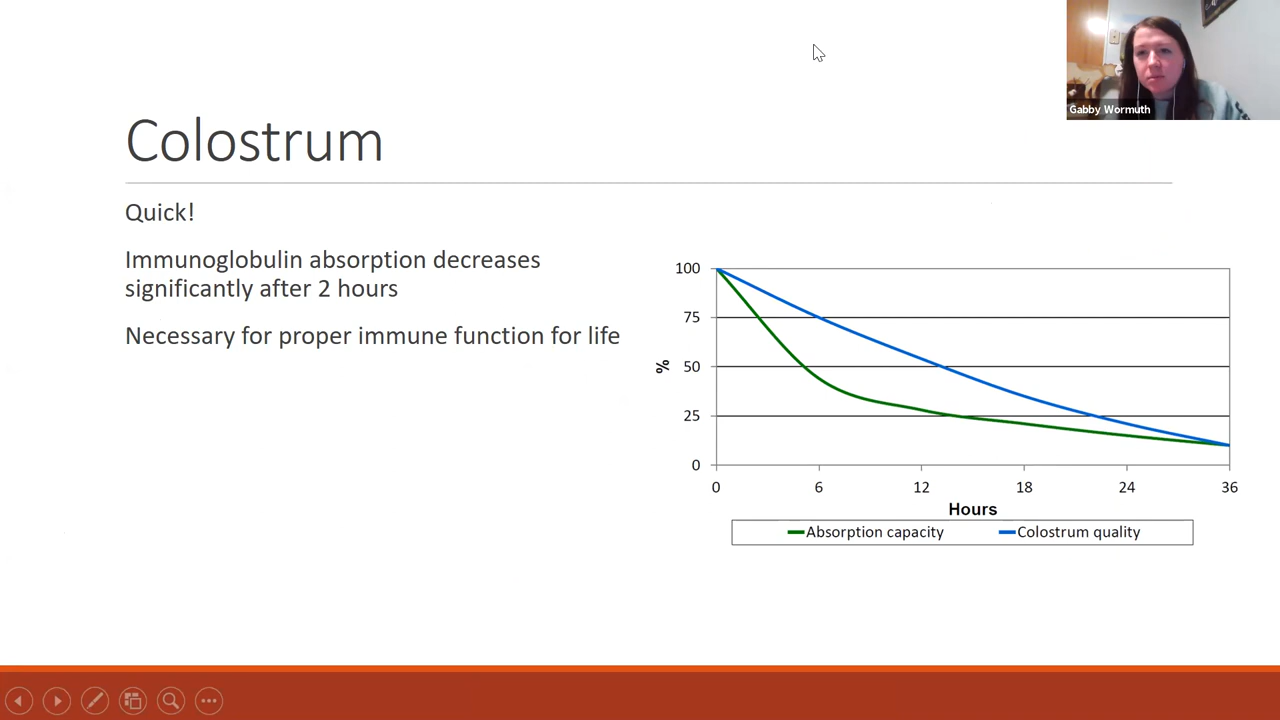 Gabby Wormuth
Colostrum
Quick!
Immunoglobulin absorption decreases
significantly after 2 hours
Necessary for proper immune function for life
100
75
50
25
0
%
0 6 12 18 24 36
Hours
Absorption capacity Colostrum quality